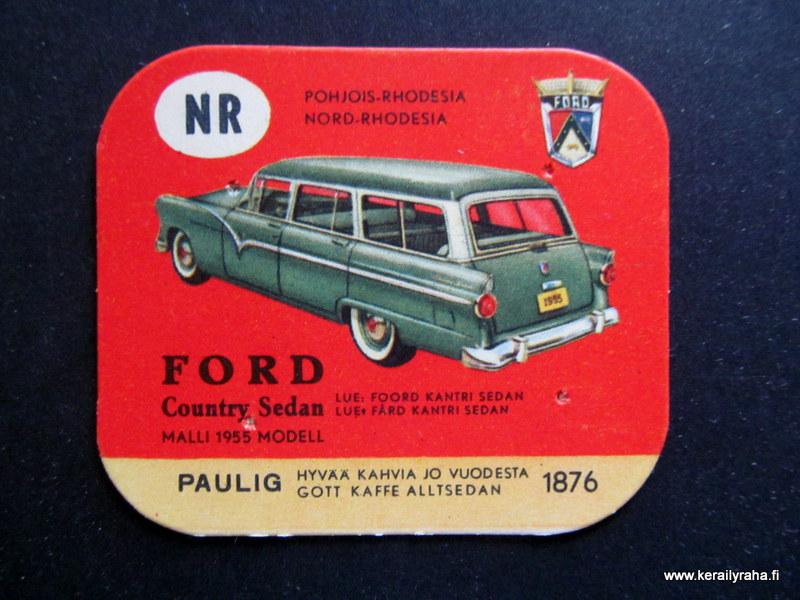 NR
POHJOIS-RHODESIA
NORD-RHODESIA
FORD
1955
FORD
Country Sedan
LUE: FOORD KANTRI SEDAN
LUE: FÅRD KANTRI SEDAN
MALLI 1955 MODELL
PAULIG
HYVÄÄ KAHVIA JO VUODESTA
GOTT KAFFE ALLTSEDAN
1876
www.kerailyraha.fi